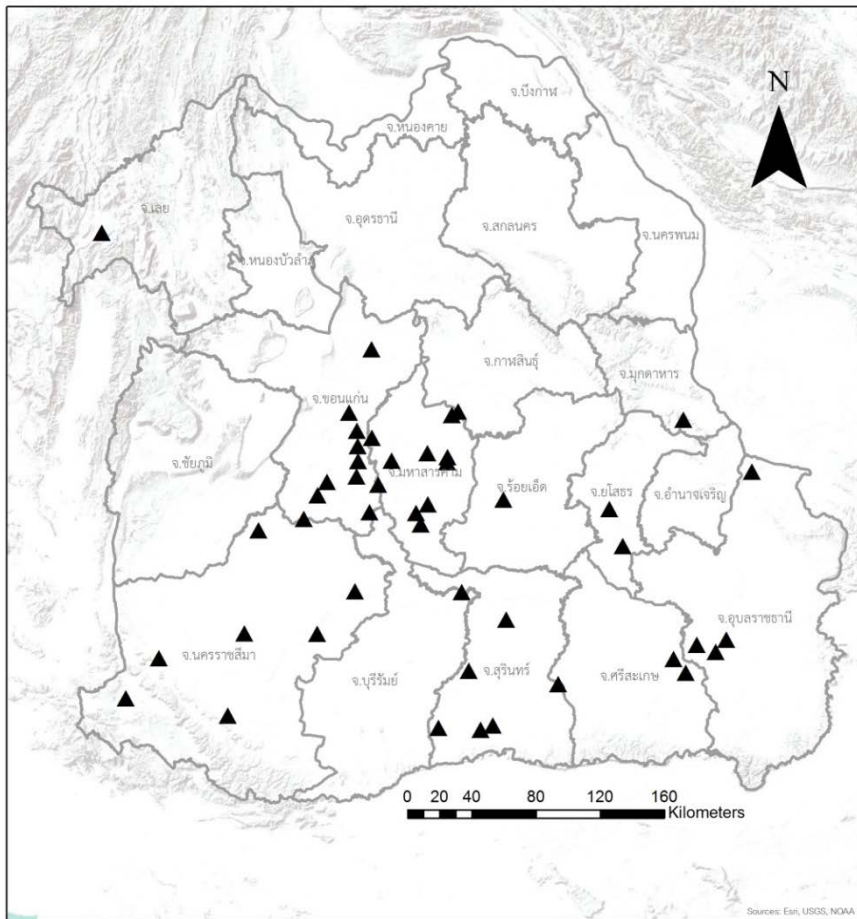 N
จ.บึงกาฬ
จ.หนองคาย
จ.เลย
จ.อุดรธานี
จ.สกลนคร
จ.นครพนม
จ.หนองบัวลำภู
จ.กาฬสินธุ์
จ.มุกดาหาร
จ.ขอนแก่น
จ.ชัยภูมิ
จ.มหาสารคาม
จ.ร้อยเอ็ด
จ.ยโสธร
จ.อำนาจเจริญ
จ.อุบลราชธานี
จ.นครราชสีมา
จ.บุรีรัมย์
จ.สุรินทร์
จ.ศรีสะเกษ
0 20 40 80 120 160
Kilometers
Sources: Esri, USGS, NOAA